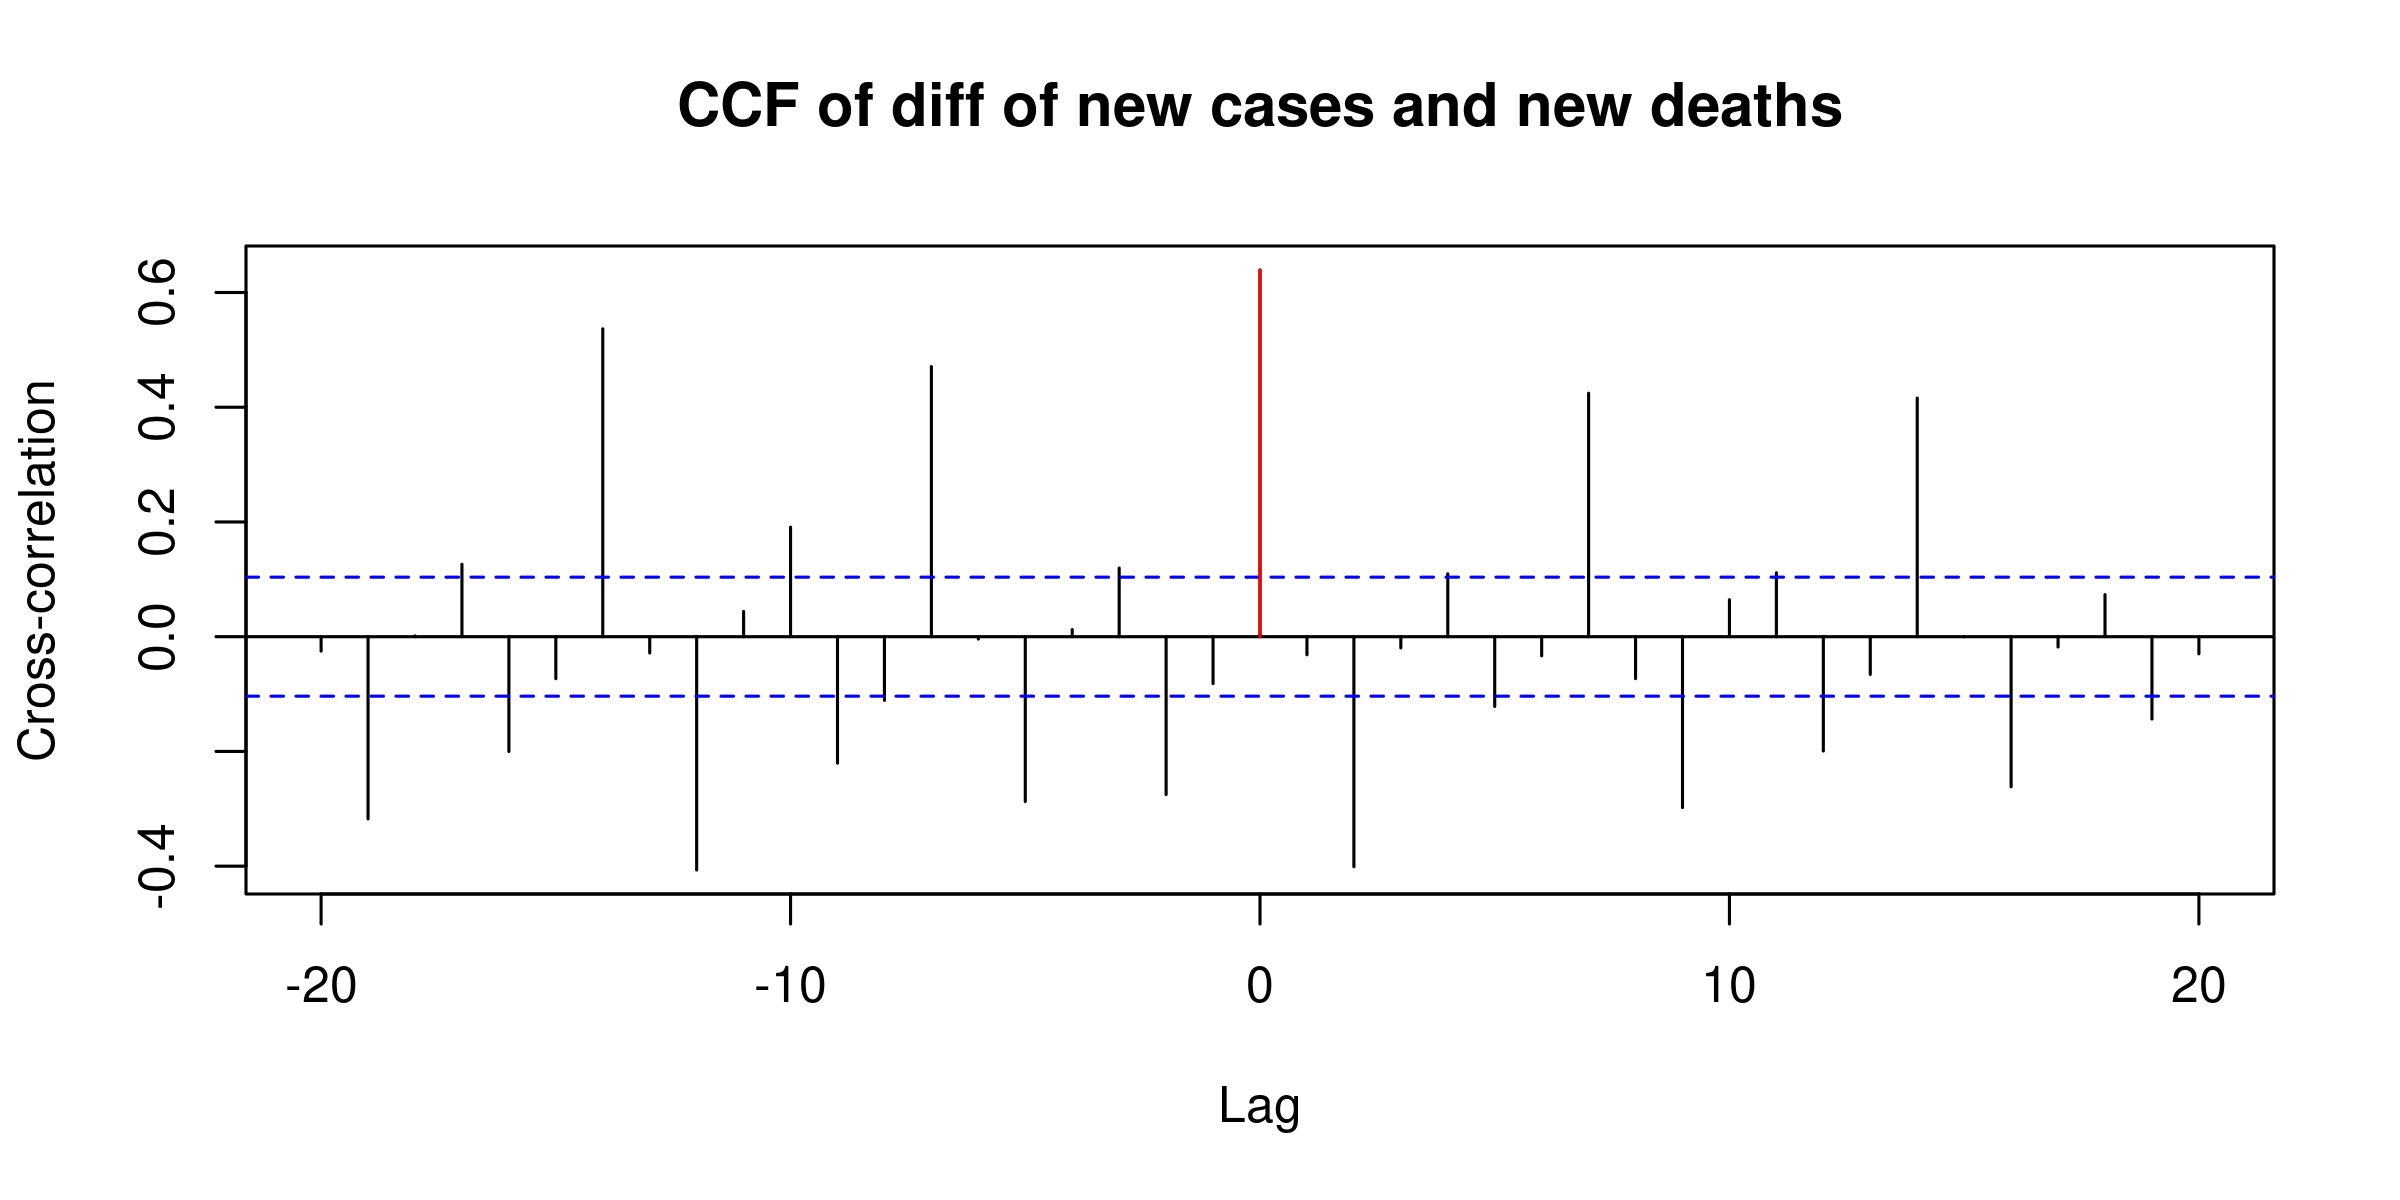 CCF of diff of new cases and new deaths
Cross-correlation
0.6
0.4
0.2
0.0
-0.4
-20 -10 0 10 20
Lag